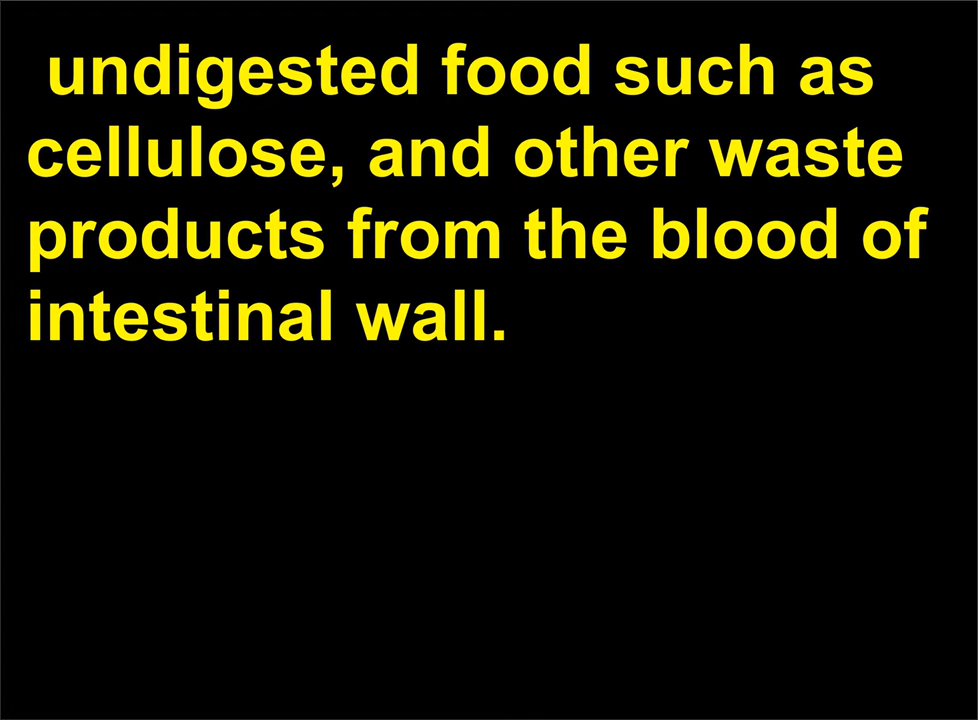 undigested food such as
cellulose, and other waste
products from the blood of
intestinal wall.